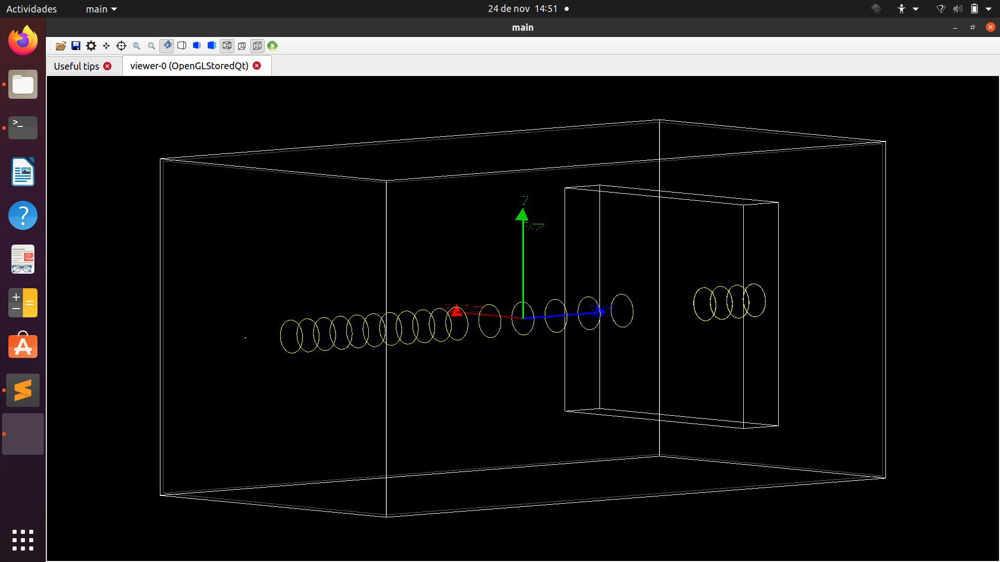 Actividades
main
24 de nov 14:51
main
Useful tips
viewer-0 (OpenGLStoredQt)